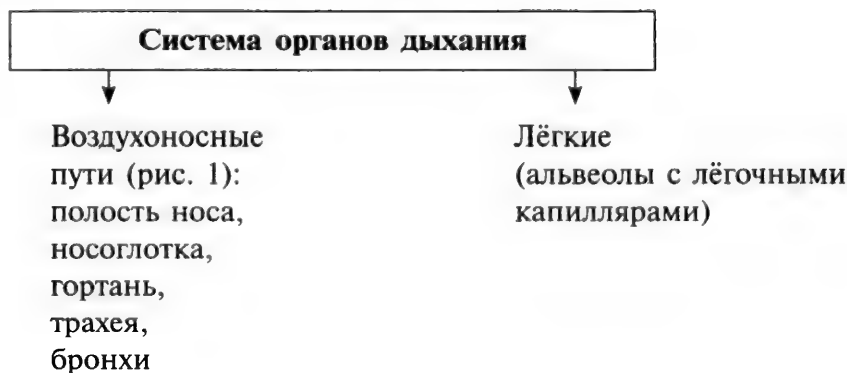 Система органов дыхания
Воздухоносные
пути (рис. 1):
полость носа,
носоглотка,
гортань,
трахея,
бронхи
Лёгкие
(альвеолы с лёгочными
капиллярами)